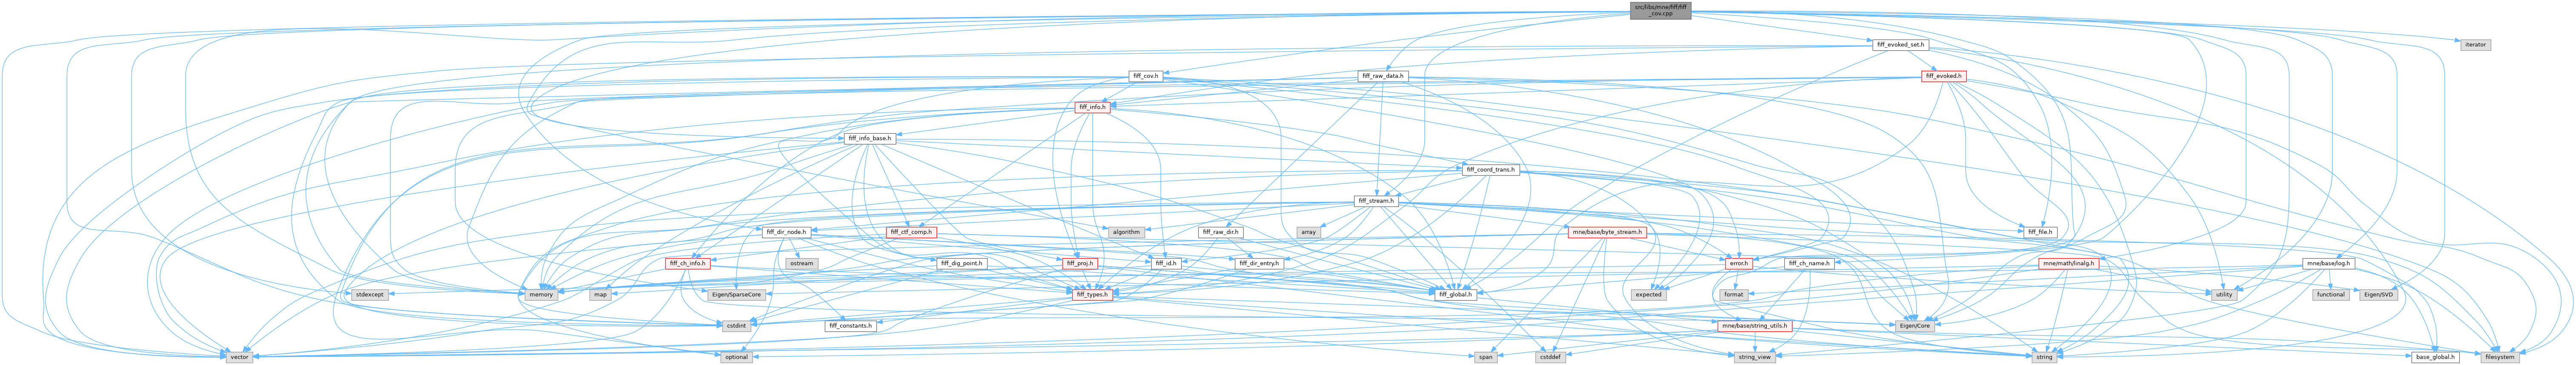 src/libs/mne/fiff/fiff
_cov.cpp
fiff_evoked_set.h
iterator
fiff_cov.h
fiff_raw_data.h
fiff_evoked.h
fiff_info.h
fiff_info_base.h
fiff_coord_trans.h
fiff_stream.h
fiff_dir_node.h
fiff_ctf_comp.h
algorithm
fiff_raw_dir.h
array
mne/base/byte_stream.h
fiff_file.h
ostream
fiff_ch_info.h
fiff_dig_point.h
fiff_proj.h
fiff_id.h
fiff_dir_entry.h
error.h
fiff_ch_name.h
mne/math/linalg.h
mne/base/log.h
stdexcept
memory
map
Eigen/SparseCore
fiff_types.h
fiff_global.h
expected
format
utility
functional
Eigen/SVD
cstdint
fiff_constants.h
mne/base/string_utils.h
Eigen/Core
vector
optional
span
cstddef
string_view
string
base_global.h
filesystem